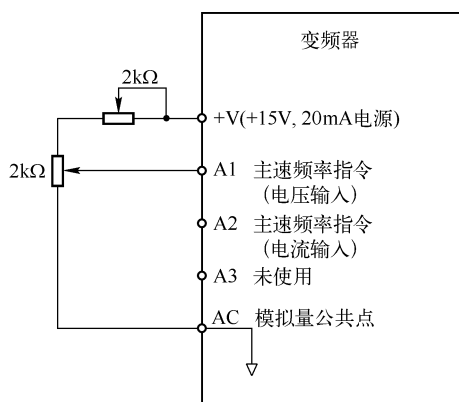 变频器
2kΩ
+V(+15V, 20mA电源)
2kΩ
A1 主速频率指令
(电压输入)
A2 主速频率指令
(电流输入)
A3 未使用
AC 模拟量公共点